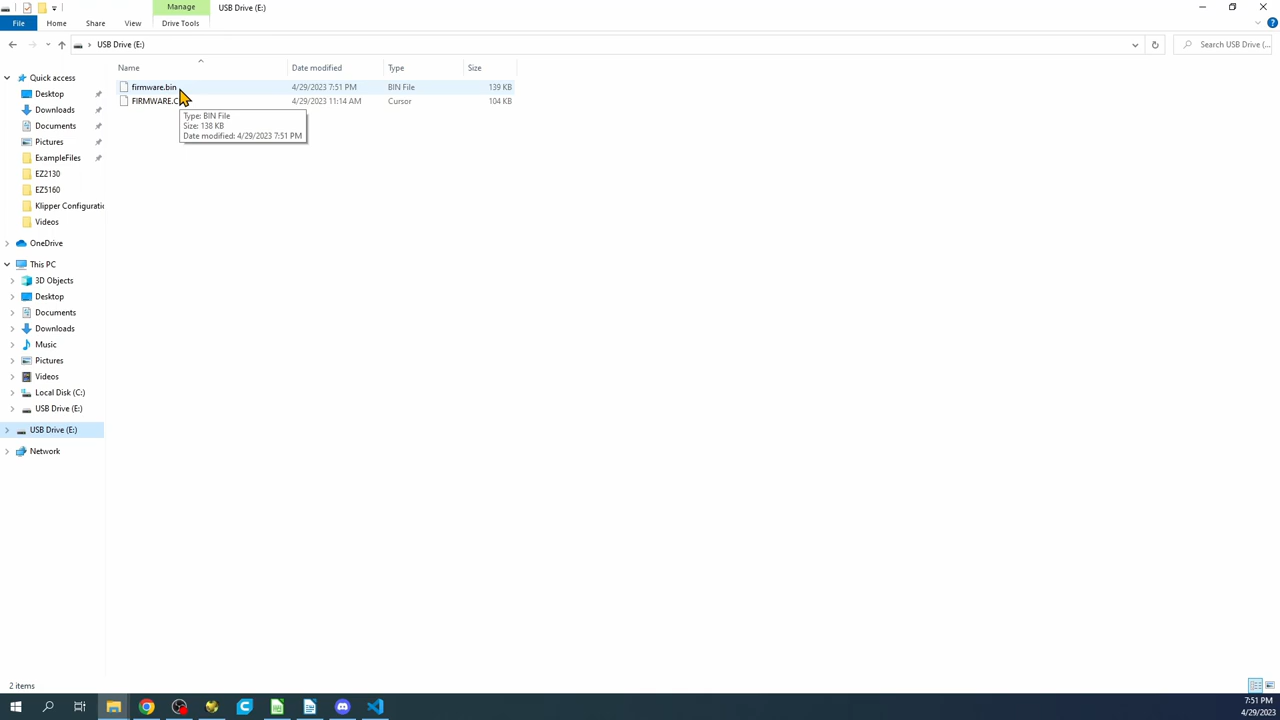 Manage
USB Drive (E:)
File
Home
Share
View
Drive Tools
USB Drive (E:)
Search USB Drive (...
Name
Date modified
Type
Size
firmware.bin
4/29/2023 7:51 PM
BIN File
139 KB
FIRMWARE.C
4/29/2023 11:14 AM
Cursor
104 KB
Type: BIN File
Size: 138 KB
Date modified: 4/29/2023 7:51 PM
Quick access
Desktop
Downloads
Documents
Pictures
ExampleFiles
EZ2130
EZ5160
Klipper Configuratio
Videos
OneDrive
This PC
3D Objects
Desktop
Documents
Downloads
Music
Pictures
Videos
Local Disk (C:)
USB Drive (E:)
USB Drive (E:)
Network
2 items
7:51 PM
4/29/2023